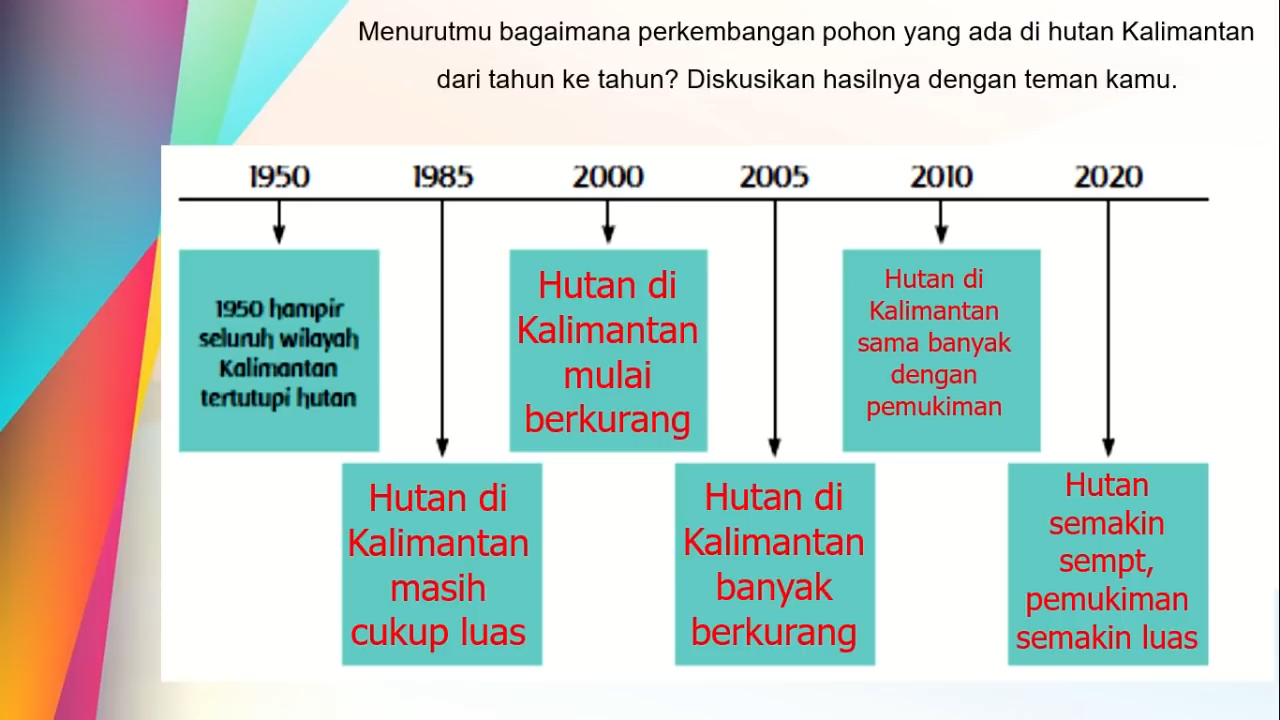 Menurutmu bagaimana perkembangan pohon yang ada di hutan Kalimantan
dari tahun ke tahun? Diskusikan hasilnya dengan teman kamu.
1950
1985
2000
2005
2010
2020
1950 hampir
seluruh wilayah
Kalimantan
tertutupi hutan
Hutan di
Kalimantan
masih
cukup luas
Hutan di
Kalimantan
mulai
berkurang
Hutan di
Kalimantan
banyak
berkurang
Hutan di
Kalimantan
sama banyak
dengan
pemukiman
Hutan
semakin
sempt,
pemukiman
semakin luas